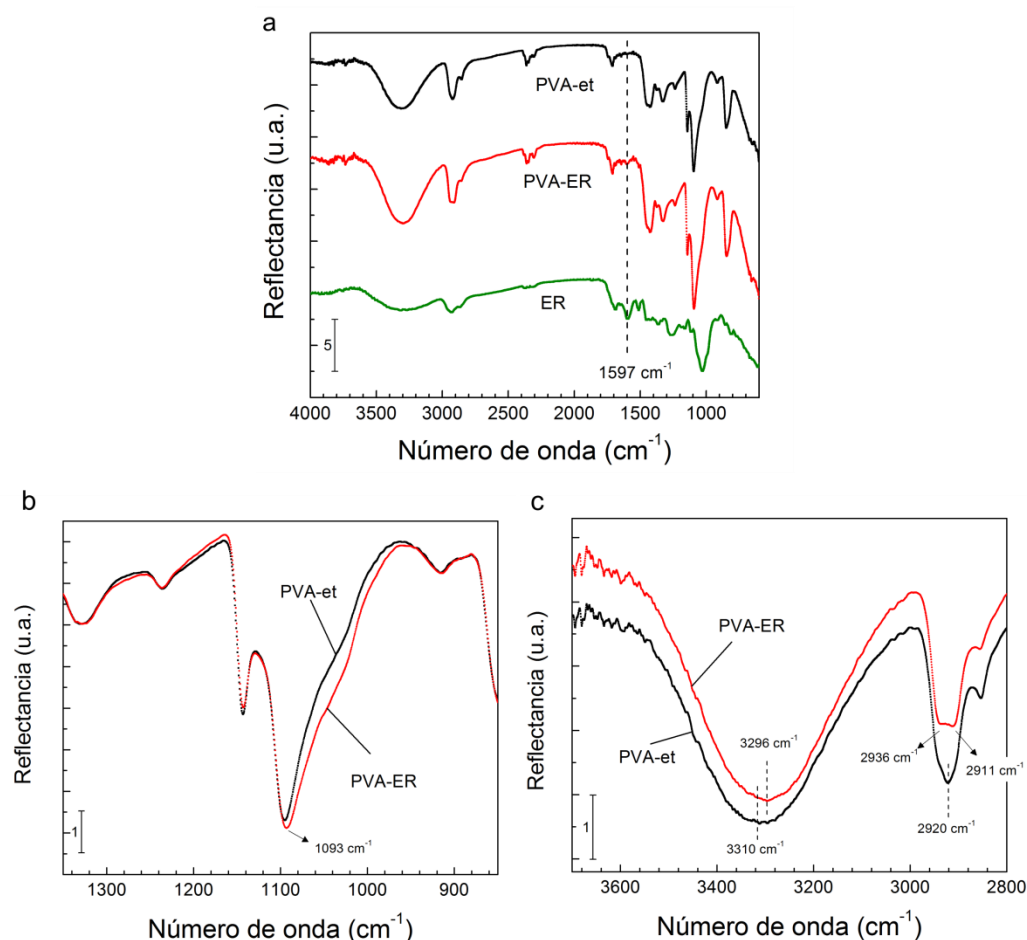 a
Reflectancia (u.a.)
PVA-et
PVA-ER
ER
5
1597 cm⁻¹
4000 3500 3000 2500 2000 1500 1000
Número de onda (cm⁻¹)
b
Reflectancia (u.a.)
PVA-et
PVA-ER
1
1093 cm⁻¹
1300 1200 1100 1000 900
Número de onda (cm⁻¹)
c
Reflectancia (u.a.)
PVA-ER
PVA-et
3296 cm⁻¹
2936 cm⁻¹
2911 cm⁻¹
1
3310 cm⁻¹
2920 cm⁻¹
3600 3400 3200 3000 2800
Número de onda (cm⁻¹)